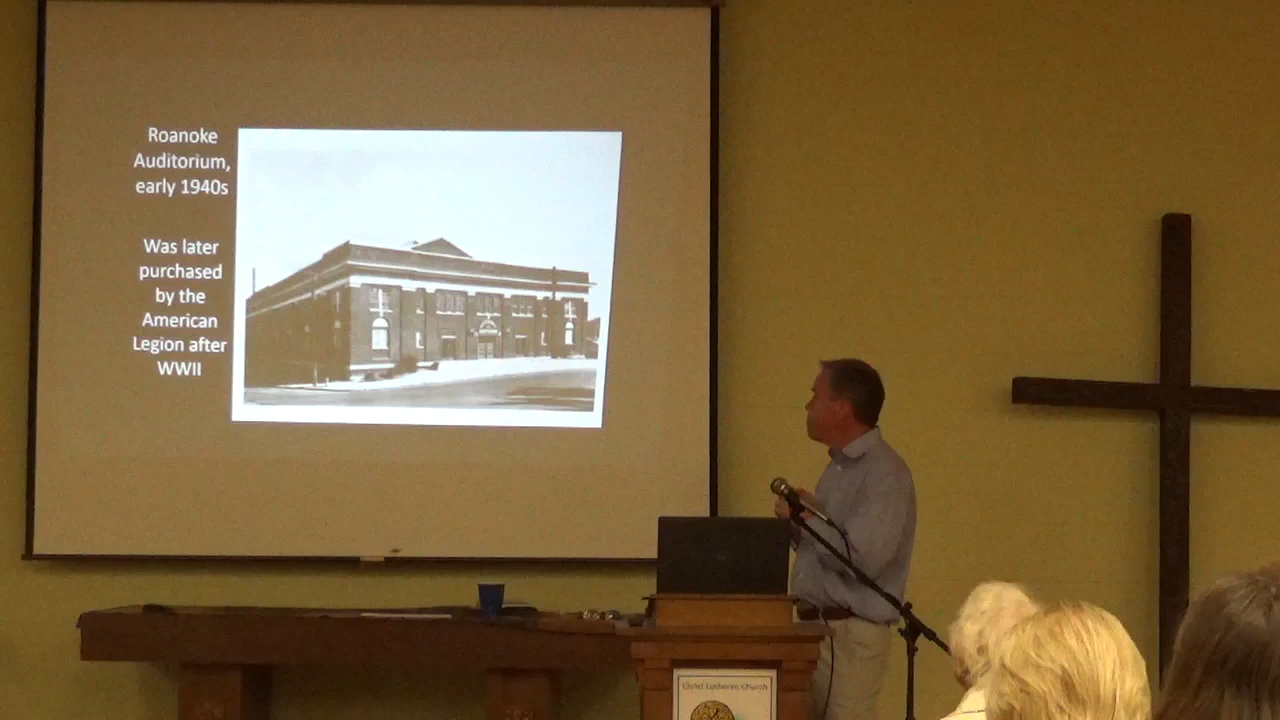 Roanoke
Auditorium,
early 1940s
Was later
purchased
by the
American
Legion after
WWII
Christ Lutheran Church